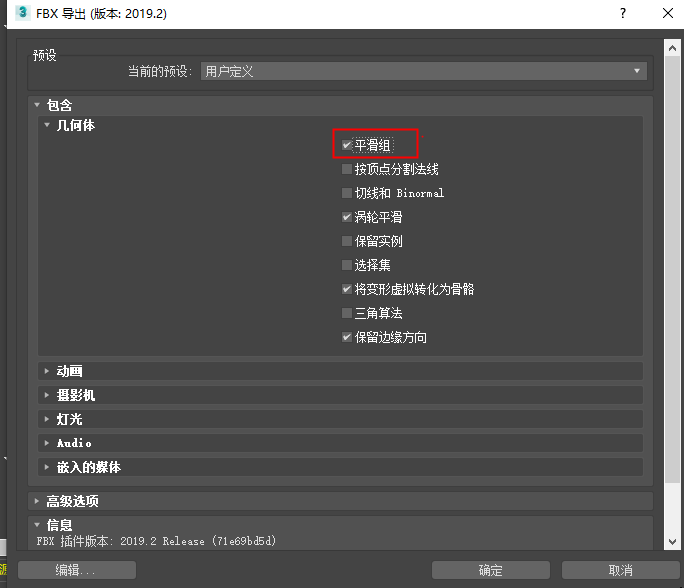 3 FBX 导出 (版本: 2019.2) ?
预设
当前的预设: 用户定义
包含
几何体
平滑组
按顶点分割法线
切线和 Binormal
涡轮平滑
保留实例
选择集
将变形虚拟转化为骨骼
三角算法
保留边缘方向
动画
摄影机
灯光
Audio
嵌入的媒体
高级选项
信息
FBX 插件版本: 2019.2 Release (71e69bd5d)
编辑... 确定 取消